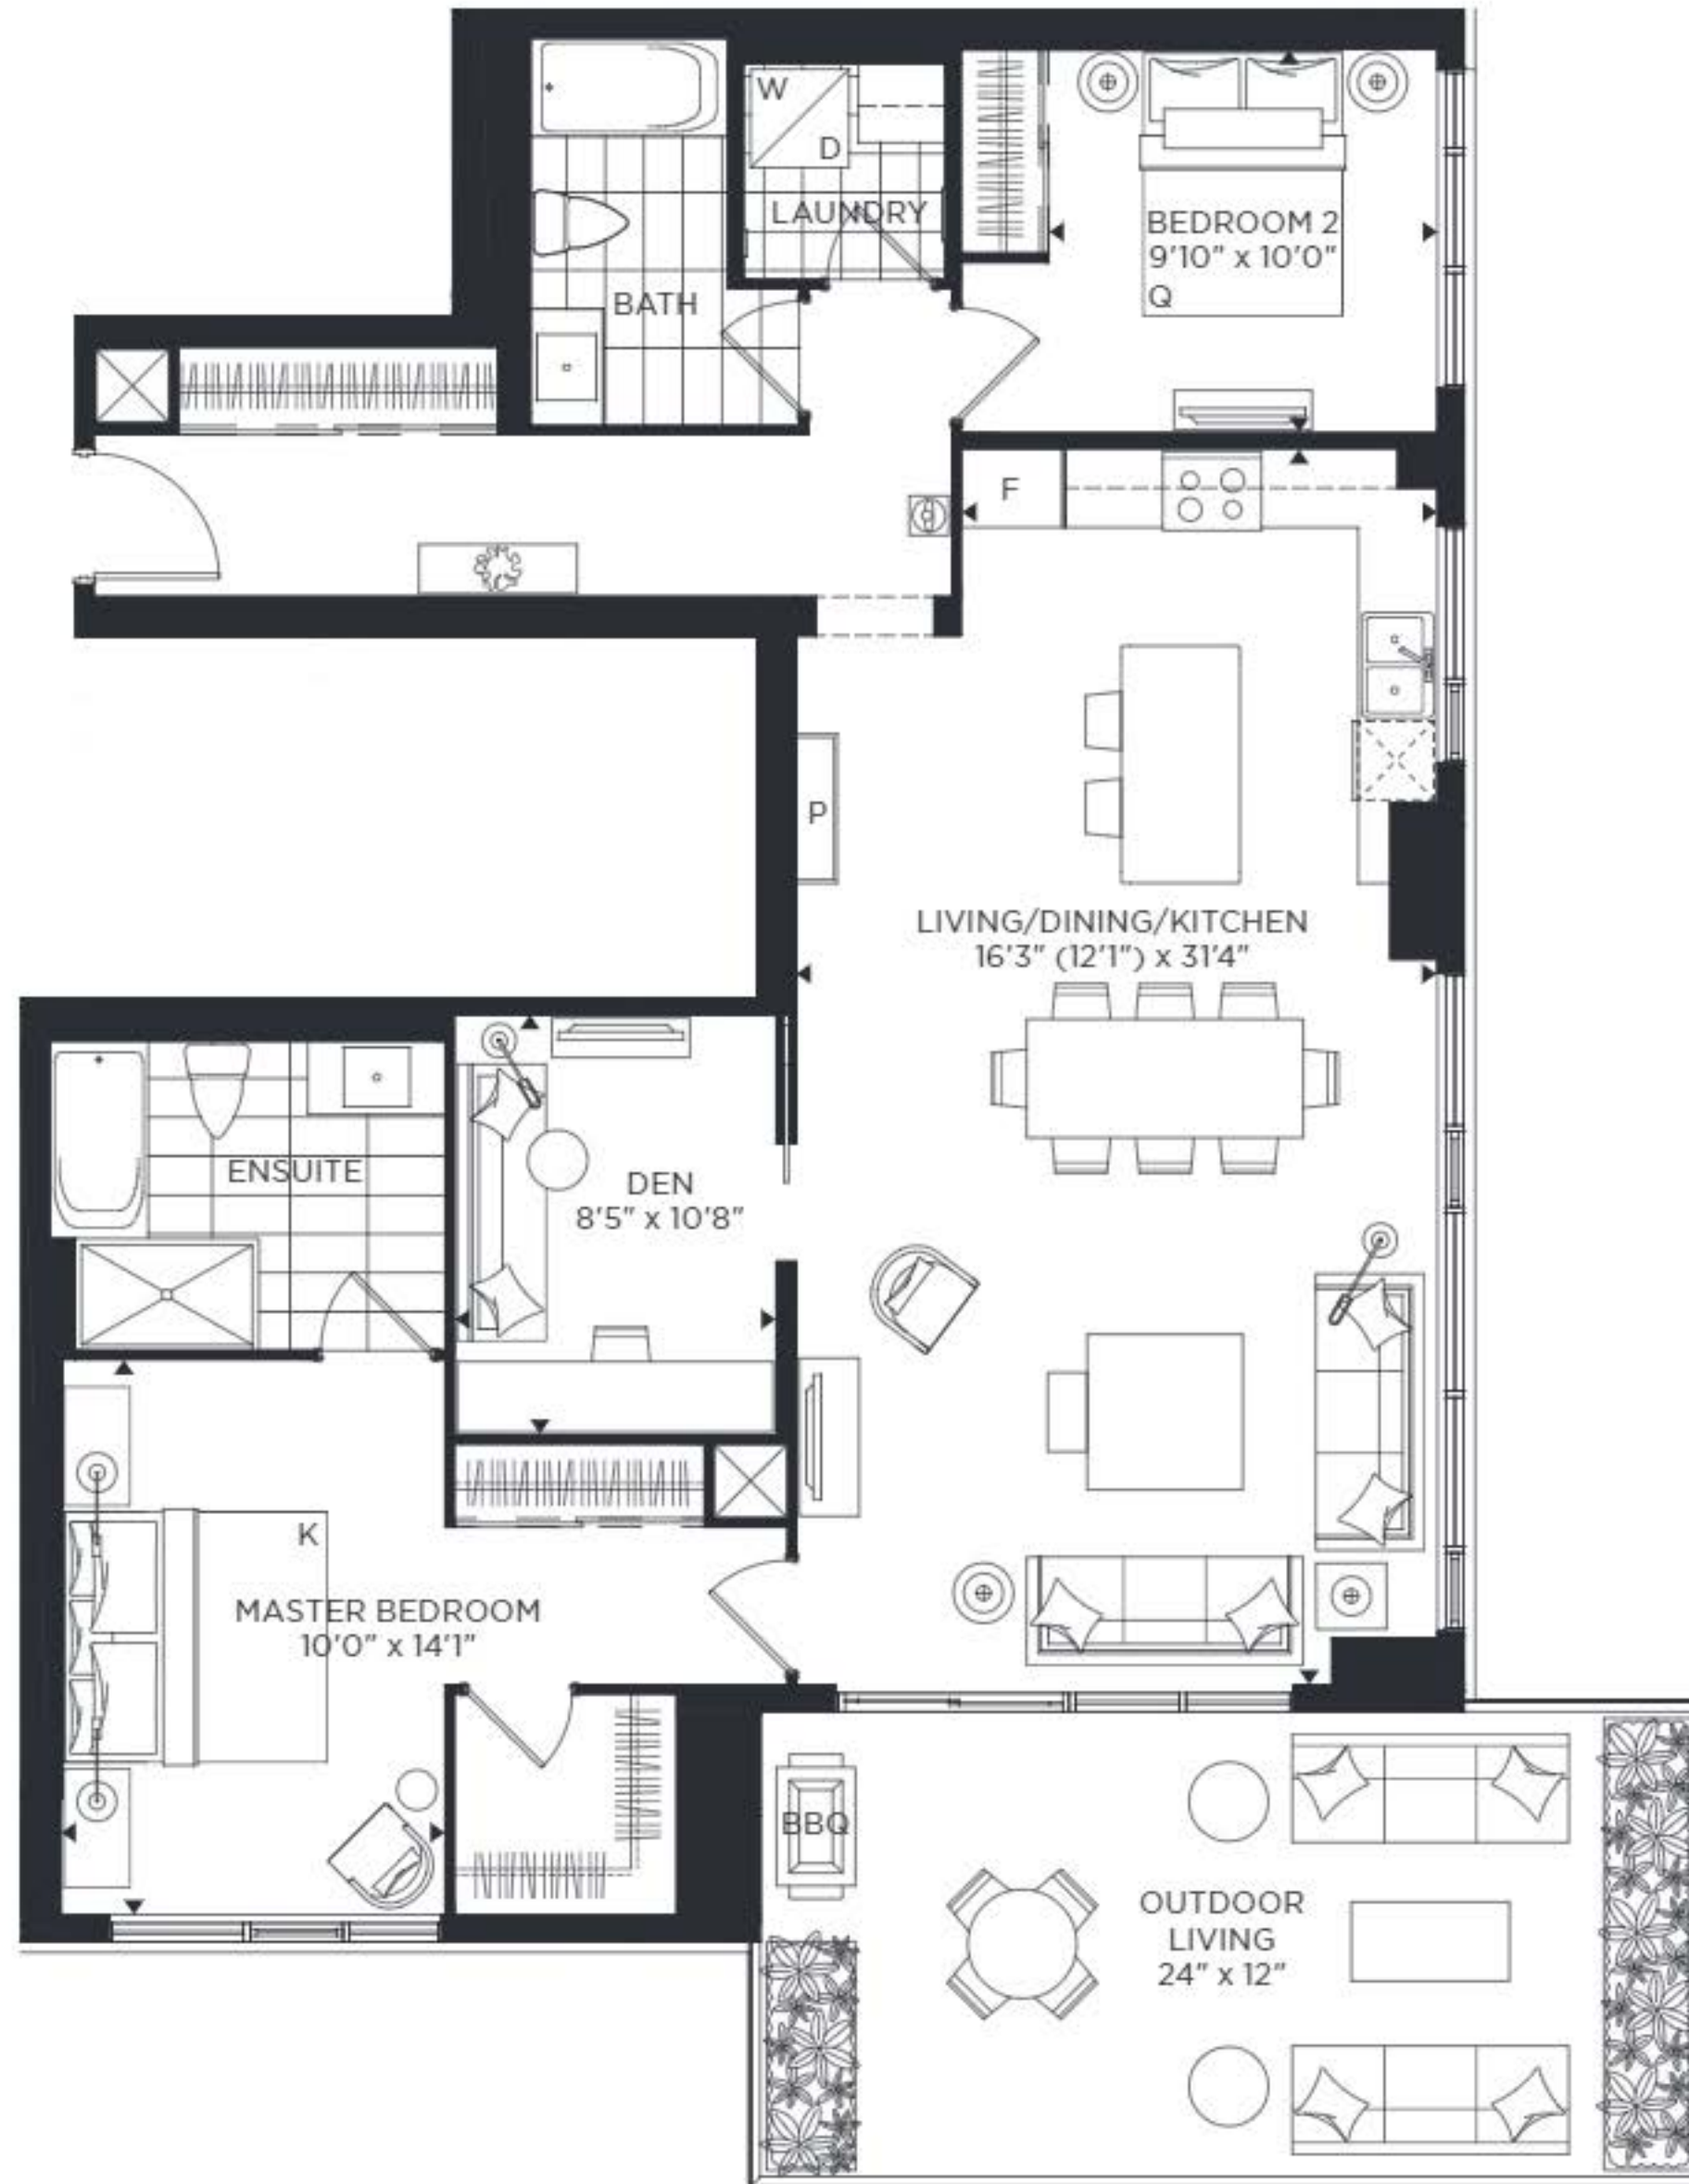 W
D
LAUNDRY
BEDROOM 2
9'10" x 10'0"
Q
BATH
F
P
LIVING/DINING/KITCHEN
16'3" (12'1") x 31'4"
ENSUITE
DEN
8'5" x 10'8"
K
MASTER BEDROOM
10'0" x 14'1"
BBQ
OUTDOOR
LIVING
24" x 12"